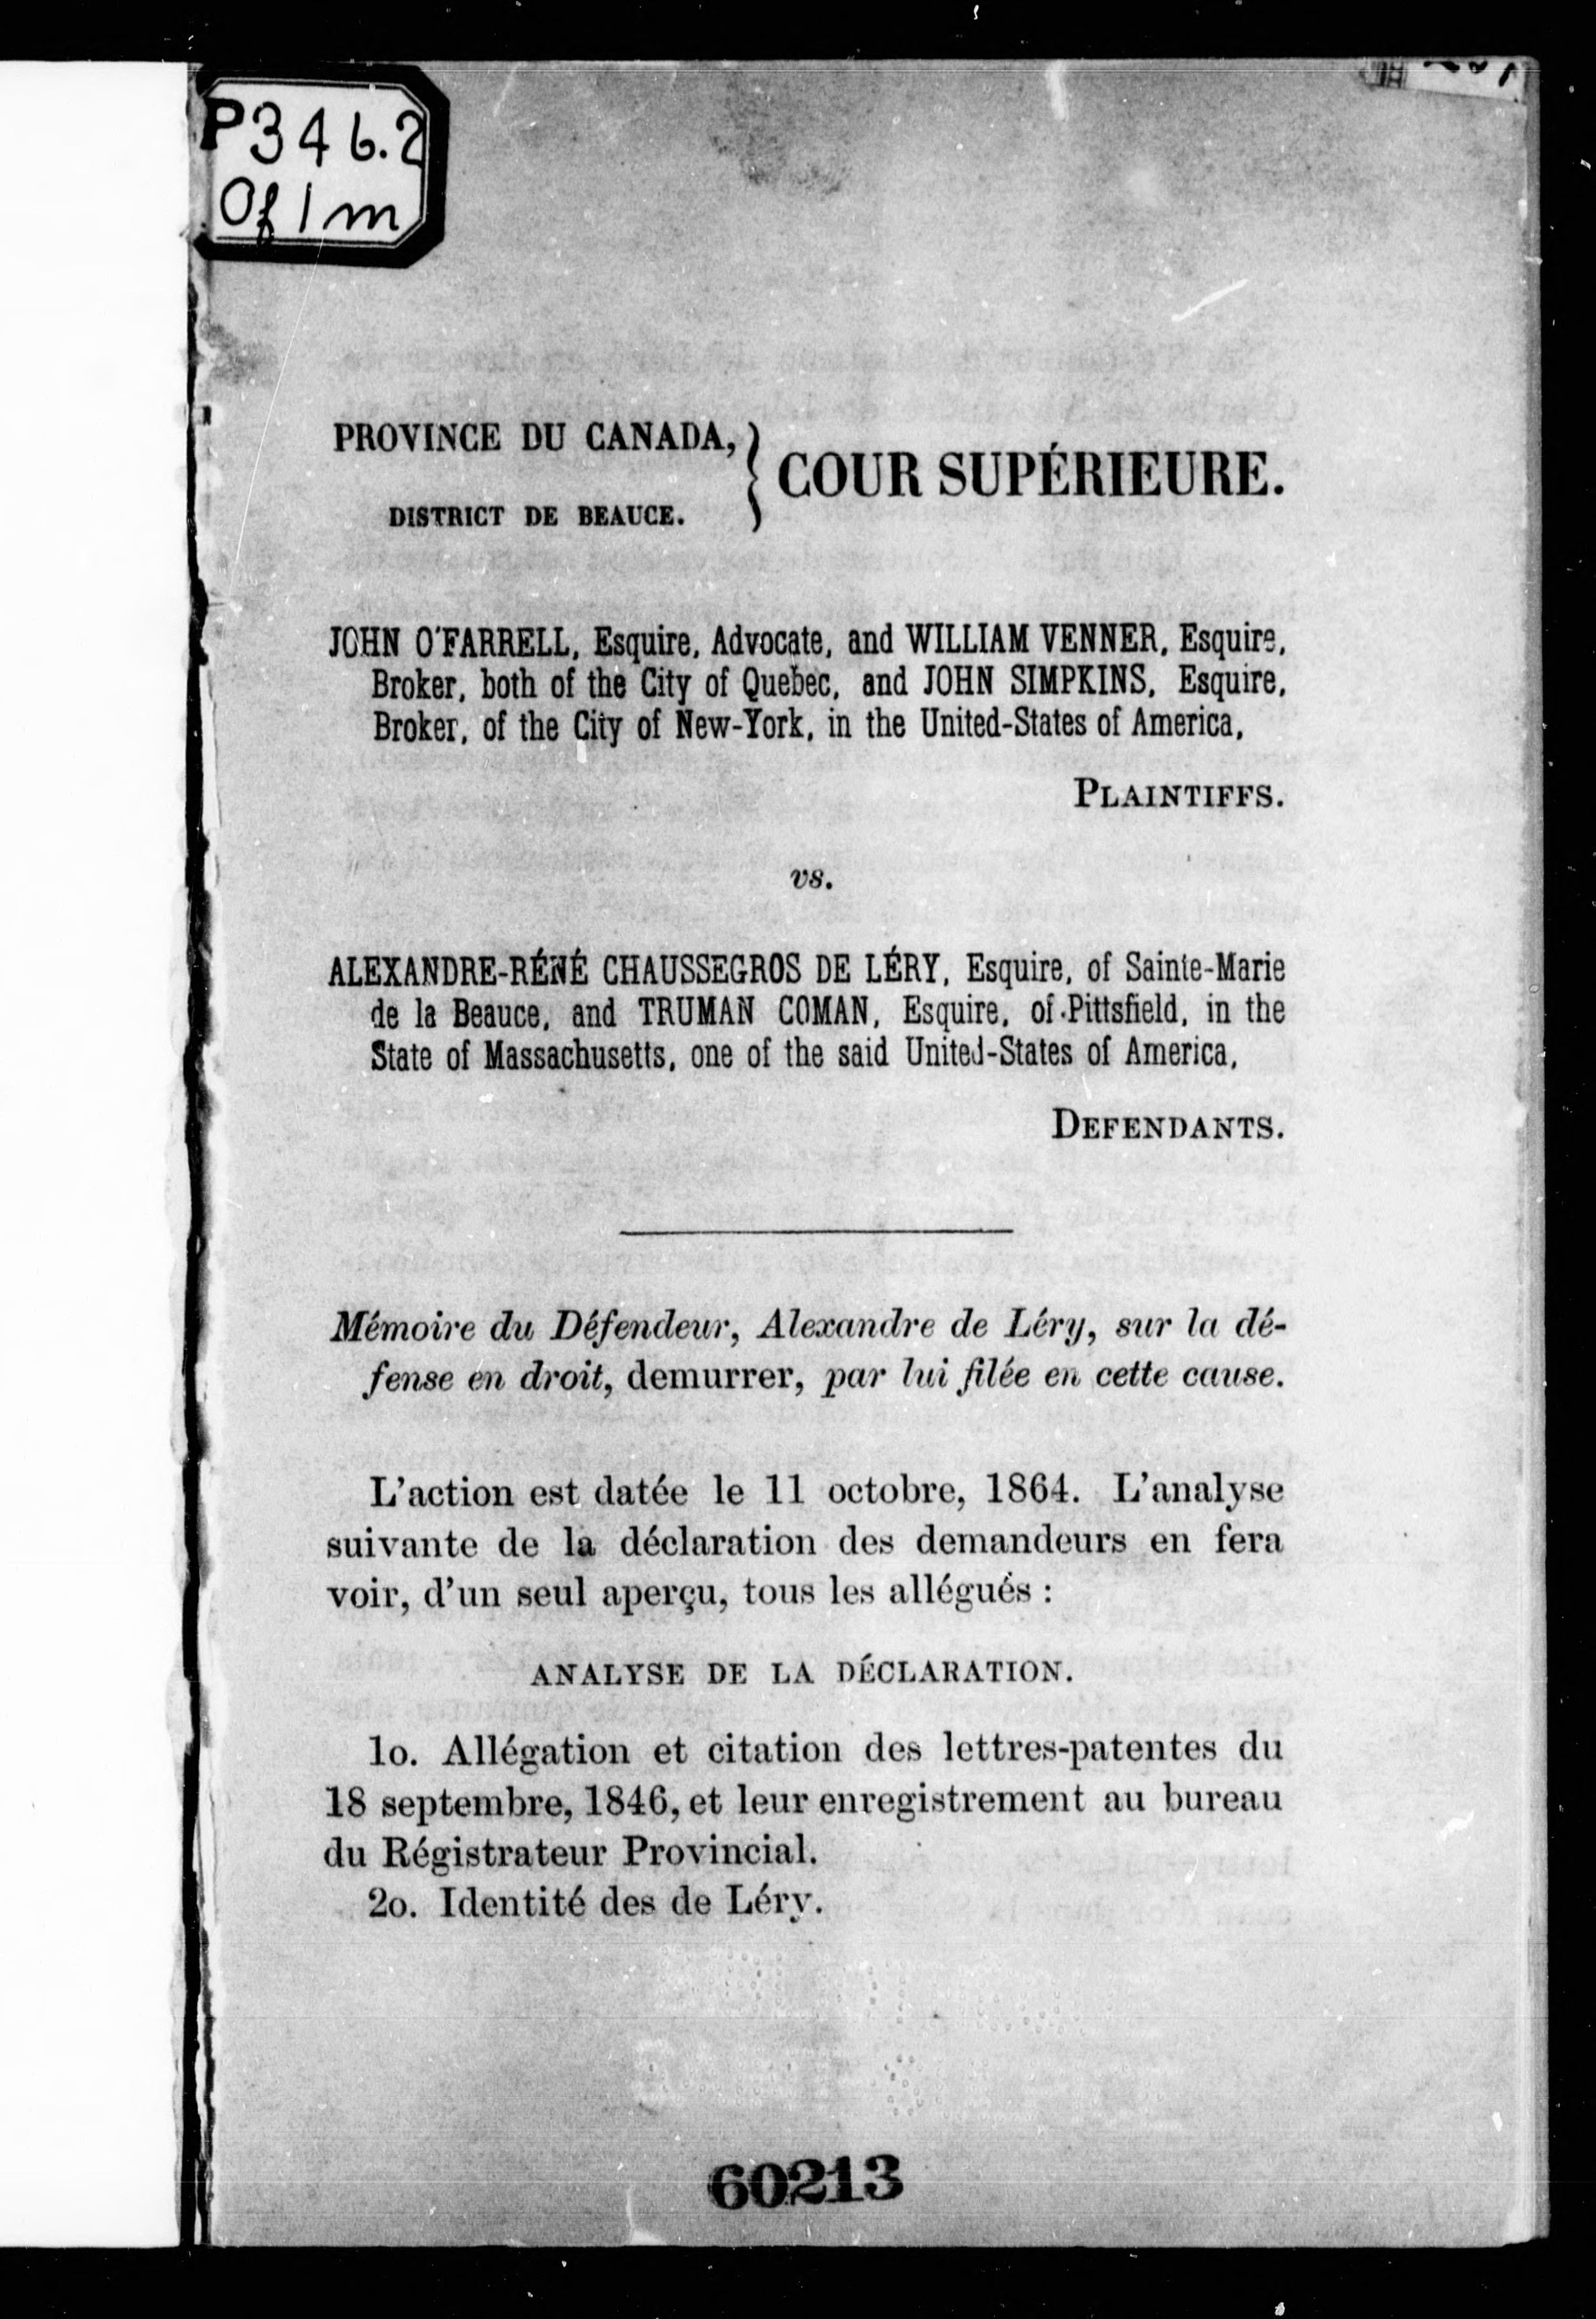 P346.2
Of1m
PROVINCE DU CANADA,
DISTRICT DE BEAUCE.
} COUR SUPÉRIEURE.
JOHN O'FARRELL, Esquire, Advocate, and WILLIAM VENNER, Esquire,
Broker, both of the City of Quebec, and JOHN SIMPKINS, Esquire,
Broker, of the City of New-York, in the United-States of America,
PLAINTIFFS.
vs.
ALEXANDRE-RÉNÉ CHAUSSEGROS DE LÉRY, Esquire, of Sainte-Marie
de la Beauce, and TRUMAN COMAN, Esquire, of Pittsfield, in the
State of Massachusetts, one of the said United-States of America,
DEFENDANTS.
Mémoire du Défendeur, Alexandre de Léry, sur la dé-
fense en droit, demurrer, par lui filée en cette cause.
L'action est datée le 11 octobre, 1864. L'analyse
suivante de la déclaration des demandeurs en fera
voir, d'un seul aperçu, tous les allégués :
ANALYSE DE LA DÉCLARATION.
1o. Allégation et citation des lettres-patentes du
18 septembre, 1846, et leur enregistrement au bureau
du Régistrateur Provincial.
2o. Identité des de Léry.
60213